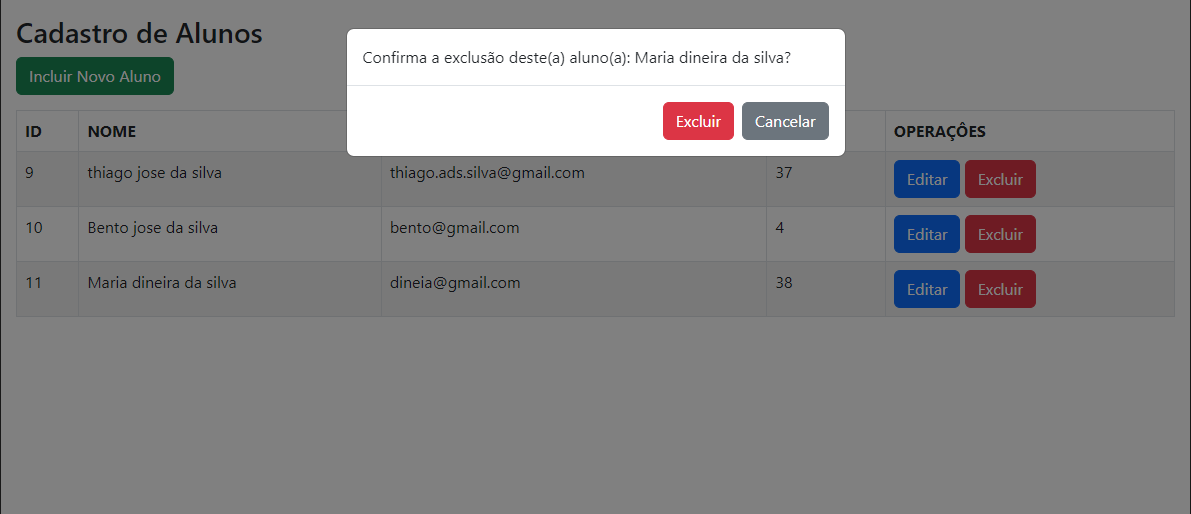 Cadastro de Alunos
Confirma a exclusão deste(a) aluno(a): Maria dineira da silva?
Incluir Novo Aluno
Excluir Cancelar
ID NOME OPERAÇÔES
9 thiago jose da silva thiago.ads.silva@gmail.com 37 Editar Excluir
10 Bento jose da silva bento@gmail.com 4 Editar Excluir
11 Maria dineira da silva dineia@gmail.com 38 Editar Excluir